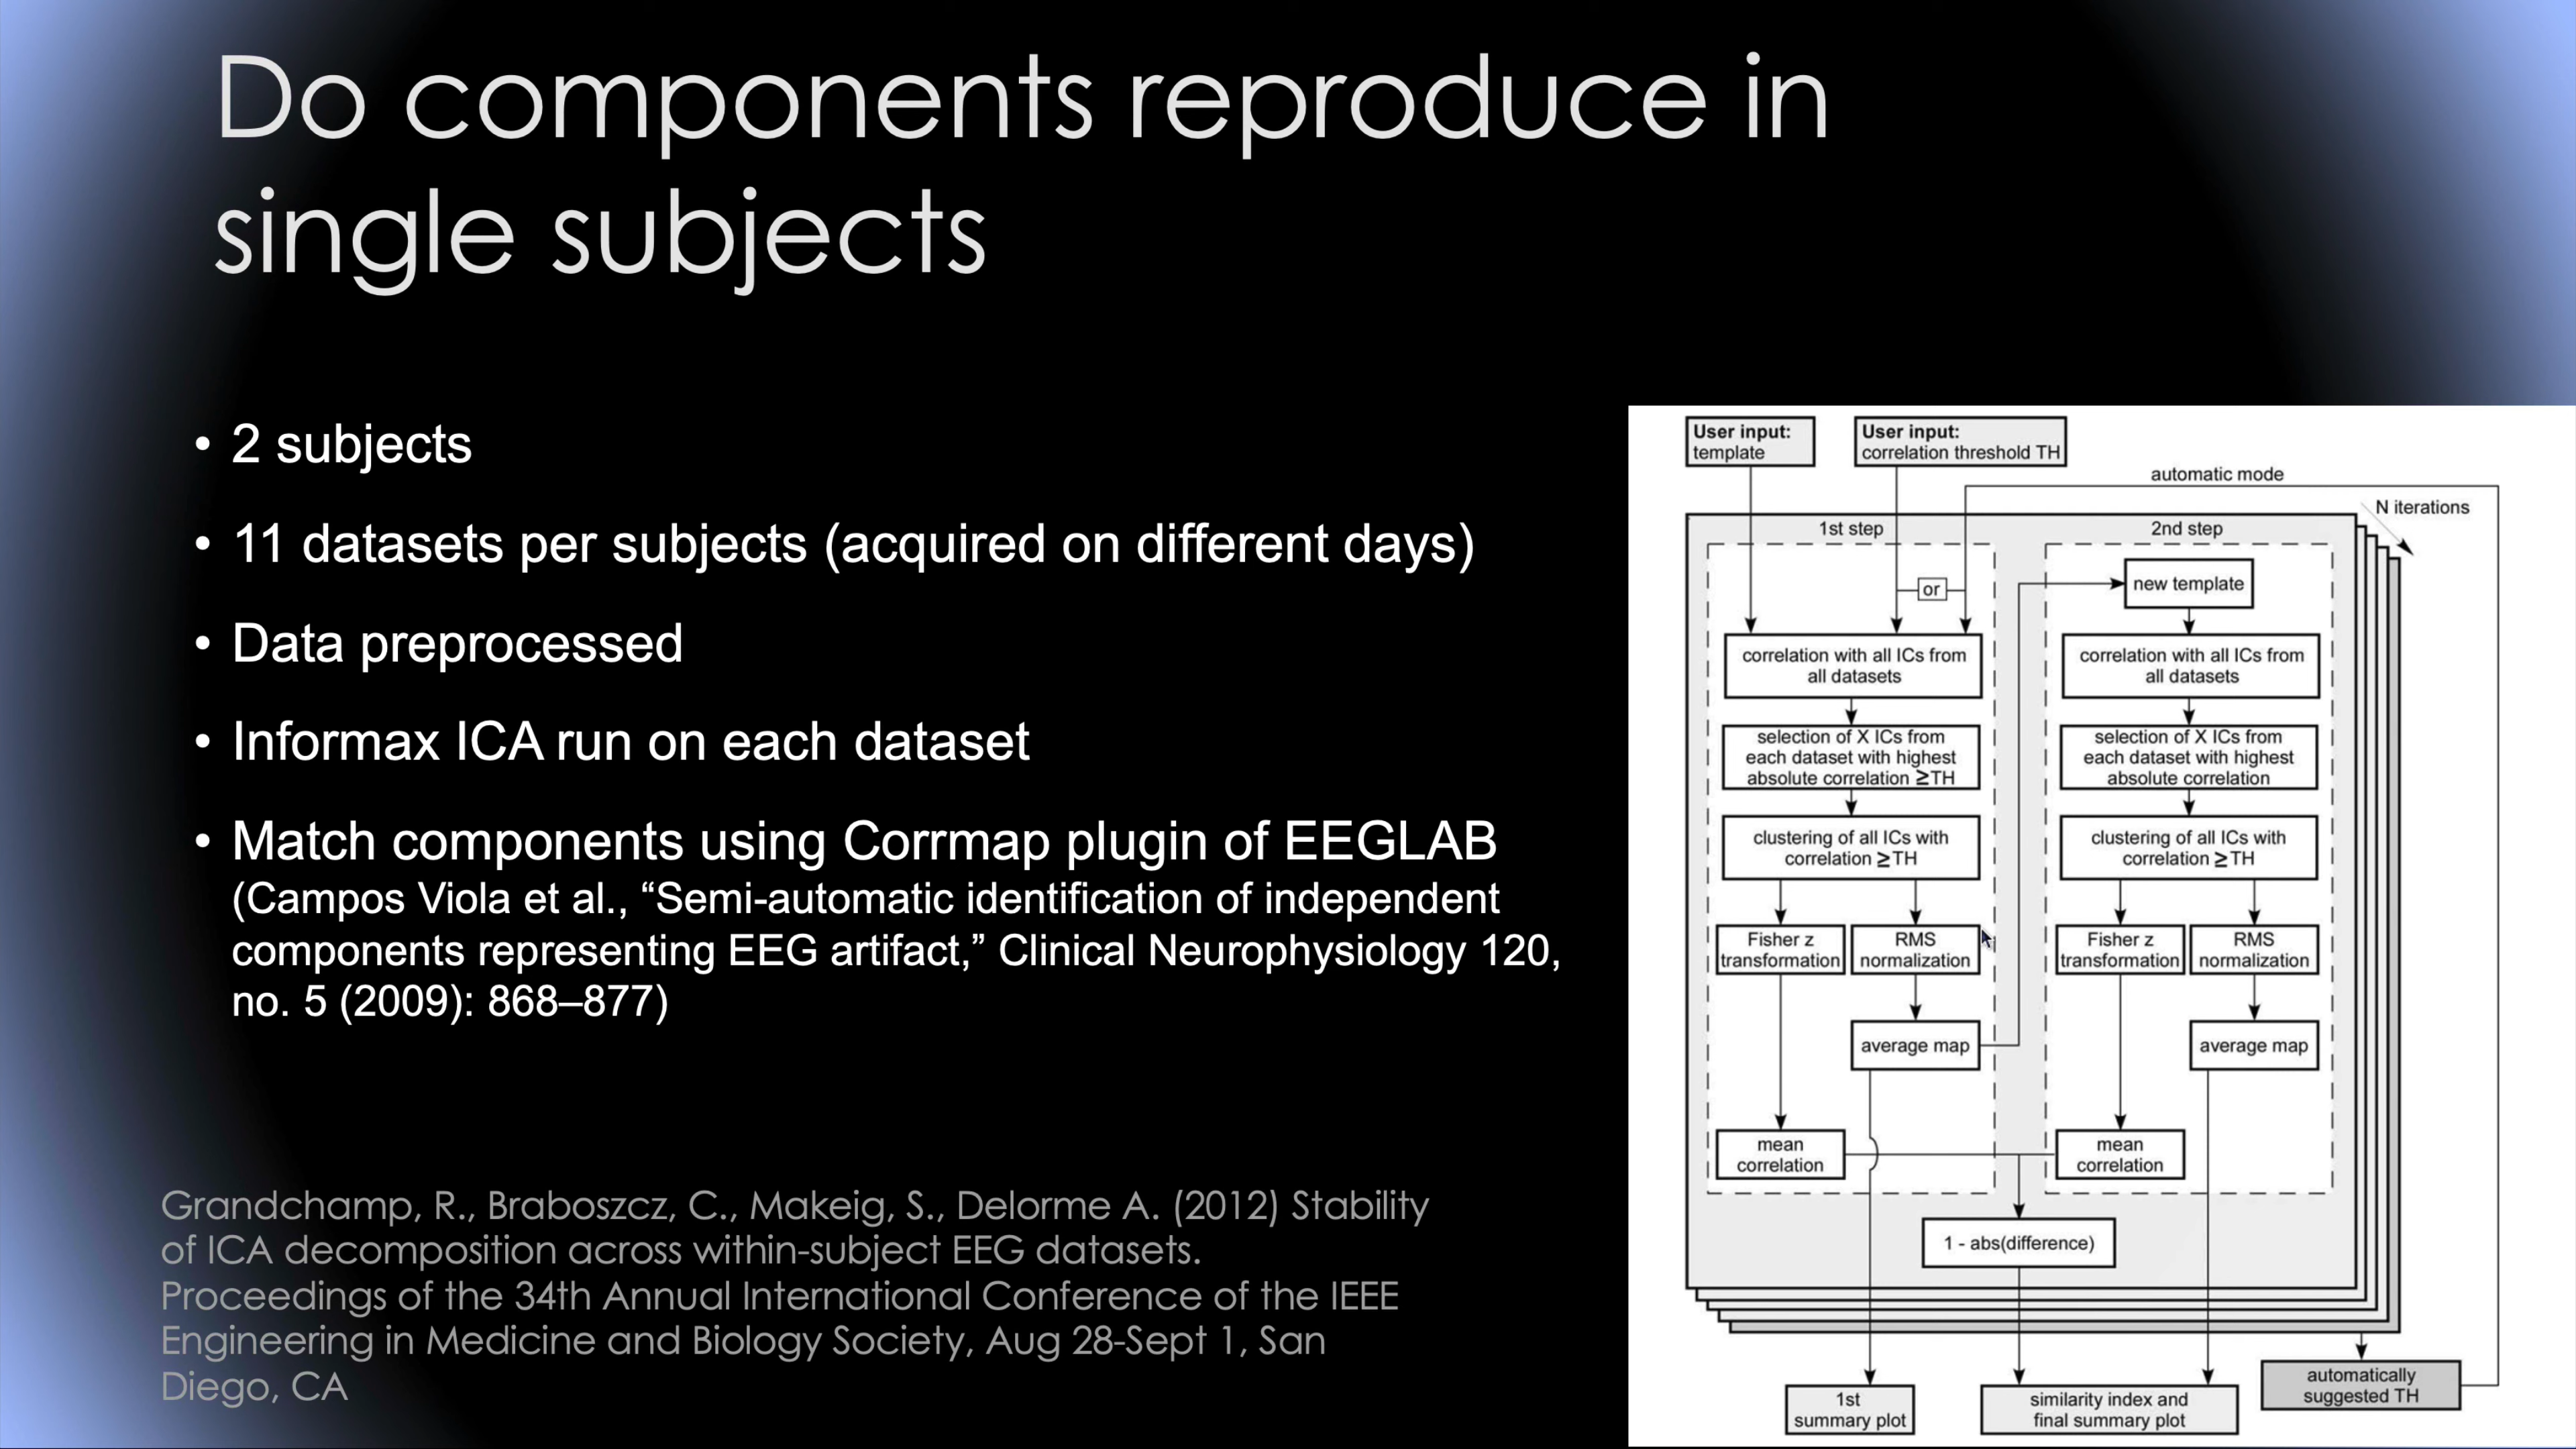 Do components reproduce in
single subjects
• 2 subjects
• 11 datasets per subjects (acquired on different days)
• Data preprocessed
• Informax ICA run on each dataset
• Match components using Corrmap plugin of EEGLAB
(Campos Viola et al., “Semi-automatic identification of independent
components representing EEG artifact,” Clinical Neurophysiology 120,
no. 5 (2009): 868–877)
Grandchamp, R., Braboszcz, C., Makeig, S., Delorme A. (2012) Stability
of ICA decomposition across within-subject EEG datasets.
Proceedings of the 34th Annual International Conference of the IEEE
Engineering in Medicine and Biology Society, Aug 28-Sept 1, San
Diego, CA
User input:
template
User input:
correlation threshold TH
automatic mode
N iterations
1st step
or
correlation with all ICs from
all datasets
selection of X ICs from
each dataset with highest
absolute correlation ≥TH
clustering of all ICs with
correlation ≥TH
Fisher z
transformation
RMS
normalization
average map
mean
correlation
2nd step
new template
correlation with all ICs from
all datasets
selection of X ICs from
each dataset with highest
absolute correlation
clustering of all ICs with
correlation ≥TH
Fisher z
transformation
RMS
normalization
average map
mean
correlation
1 - abs(difference)
1st
summary plot
similarity index and
final summary plot
automatically
suggested TH